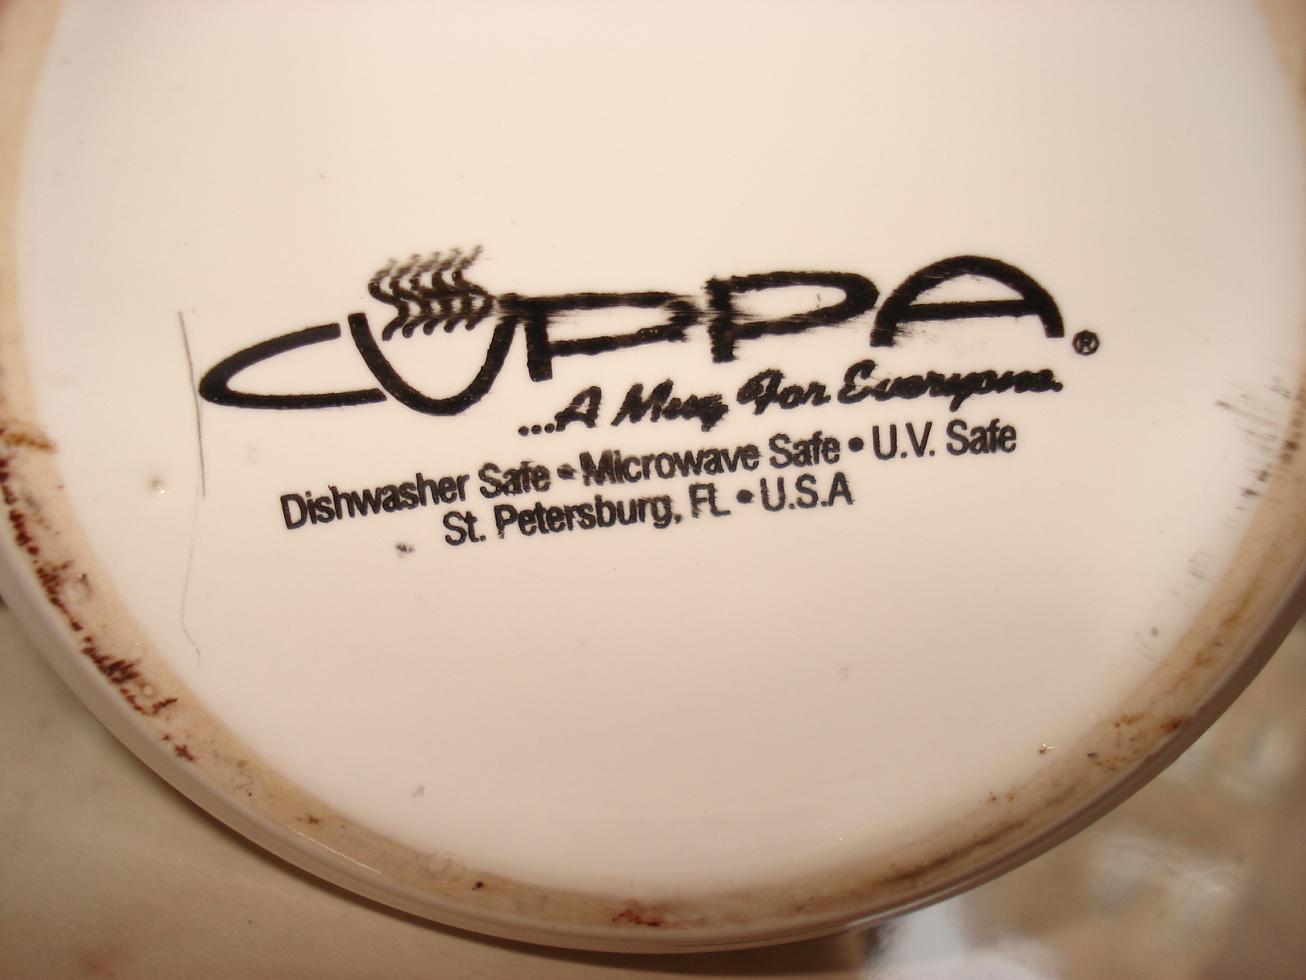 CUPPA®
...A Mug For Everyone.
Dishwasher Safe • Microwave Safe • U.V. Safe
St. Petersburg, FL • U.S.A